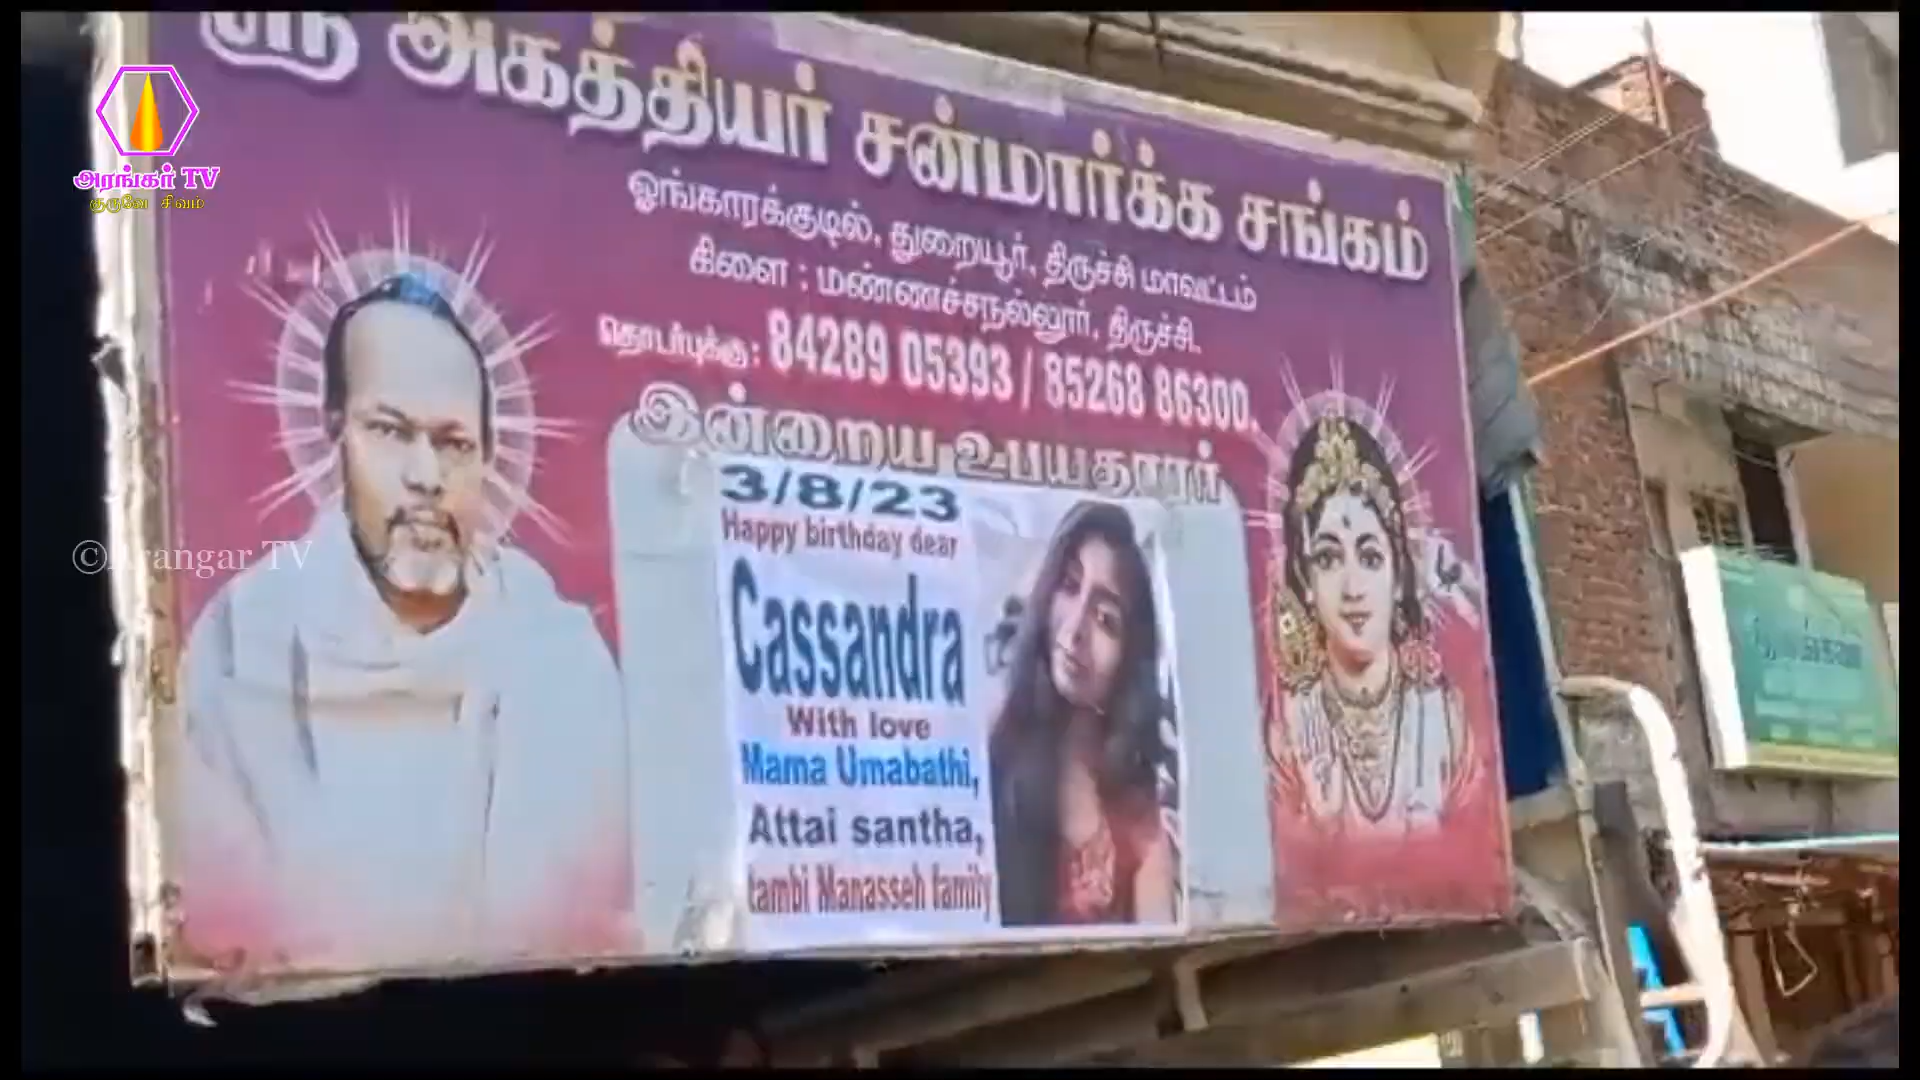 ஸ்ரீ அகத்தியர் சன்மார்க்க சங்கம்
ஓங்காரக்குடில், துறையூர், திருச்சி மாவட்டம்
கிளை : மண்ணச்சநல்லூர், திருச்சி.
தொடர்புக்கு: 84289 05393 / 85268 86300.
இன்றைய உபயதாரர்
3/8/23
Happy birthday dear
Cassandra
With love
Mama Umabathi,
Attai santha,
tambi Manasseh family
அரங்கர் TV
குருவே சிவம்
©Arangar TV